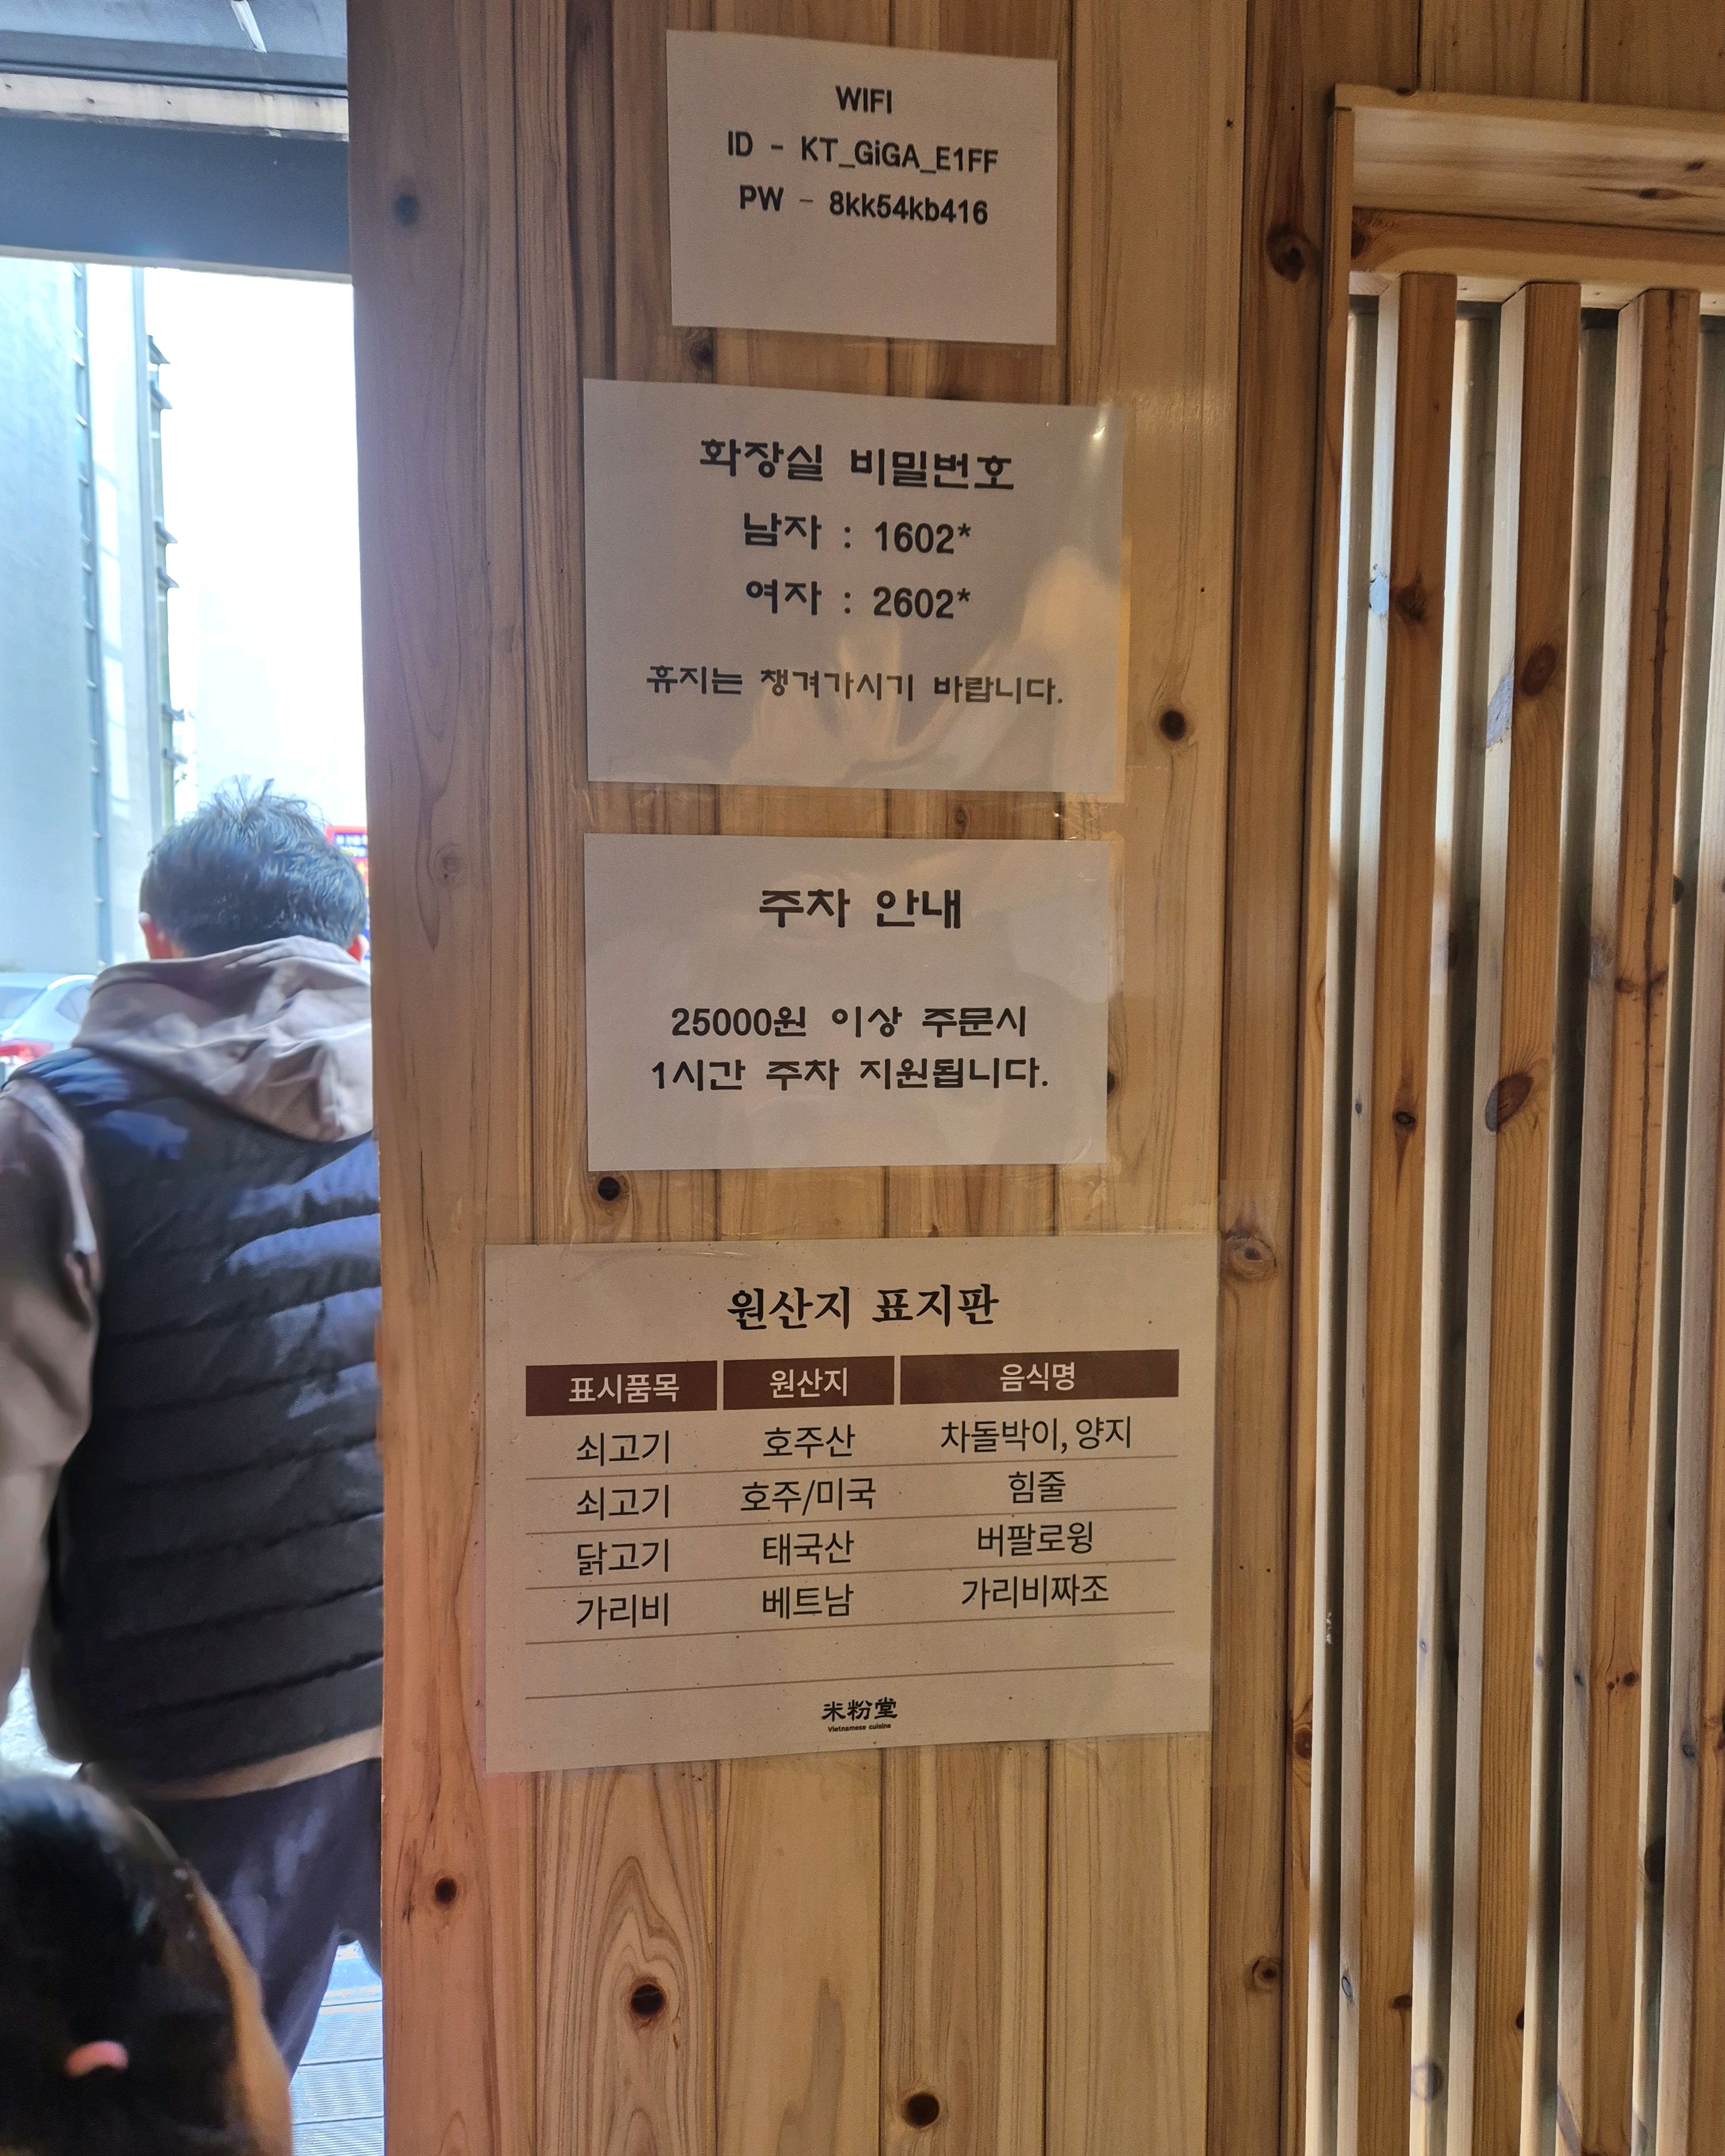 WIFI
ID - KT_GiGA_E1FF
PW - 8kk54kb416
화장실 비밀번호
남자 : 1602*
여자 : 2602*
휴지는 챙겨가시기 바랍니다.
주차 안내
25000원 이상 주문시
1시간 주차 지원됩니다.
원산지 표지판
표시품목 원산지 음식명
쇠고기 호주산 차돌박이, 양지
쇠고기 호주/미국 힘줄
닭고기 태국산 버팔로윙
가리비 베트남 가리비짜조
米粉堂
Vietnamese cuisine